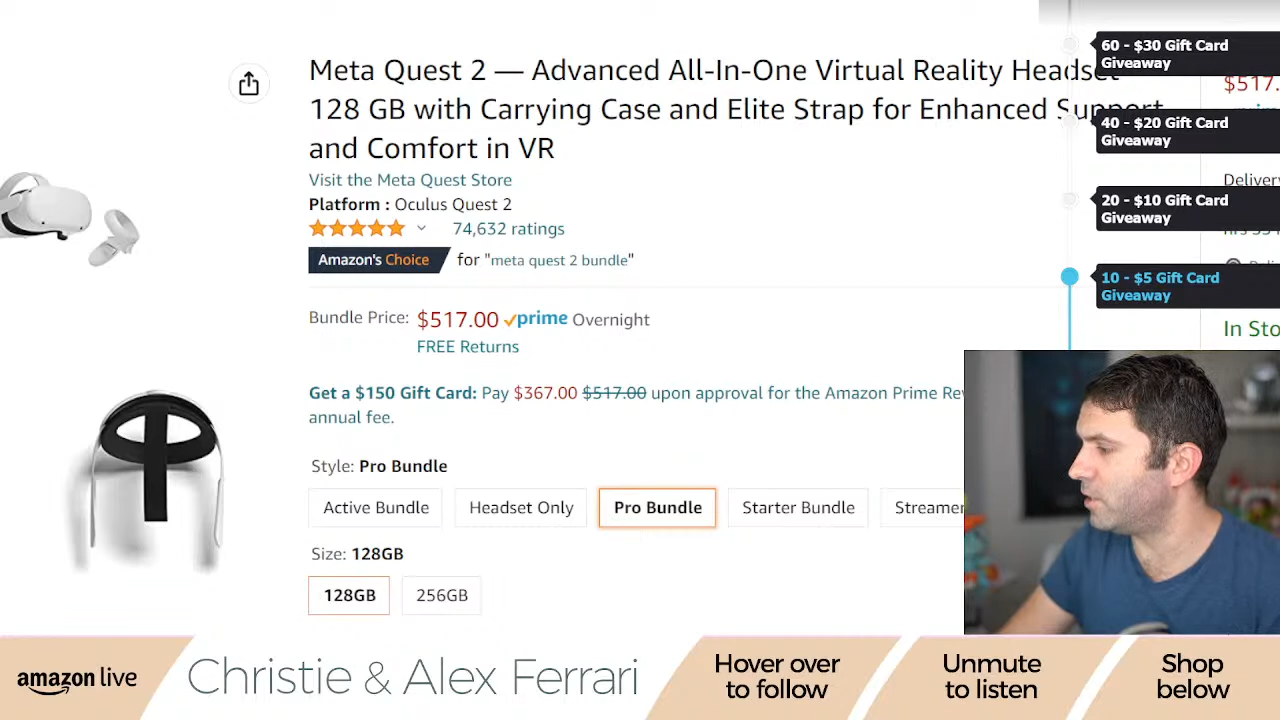 Meta Quest 2 — Advanced All-In-One Virtual Reality Headset
128 GB with Carrying Case and Elite Strap for Enhanced Support
and Comfort in VR
Visit the Meta Quest Store
Platform : Oculus Quest 2
74,632 ratings
Amazon's Choice for "meta quest 2 bundle"
Bundle Price: $517.00 prime Overnight
FREE Returns
Get a $150 Gift Card: Pay $367.00 $517.00 upon approval for the Amazon Prime Re
annual fee.
Style: Pro Bundle
Active Bundle Headset Only Pro Bundle Starter Bundle Streamer
Size: 128GB
128GB 256GB
60 - $30 Gift Card
Giveaway
$517.
40 - $20 Gift Card
Giveaway
Delivery
20 - $10 Gift Card
Giveaway
10 - $5 Gift Card
Giveaway
In Sto
amazon live
Christie & Alex Ferrari
Hover over
to follow
Unmute
to listen
Shop
below